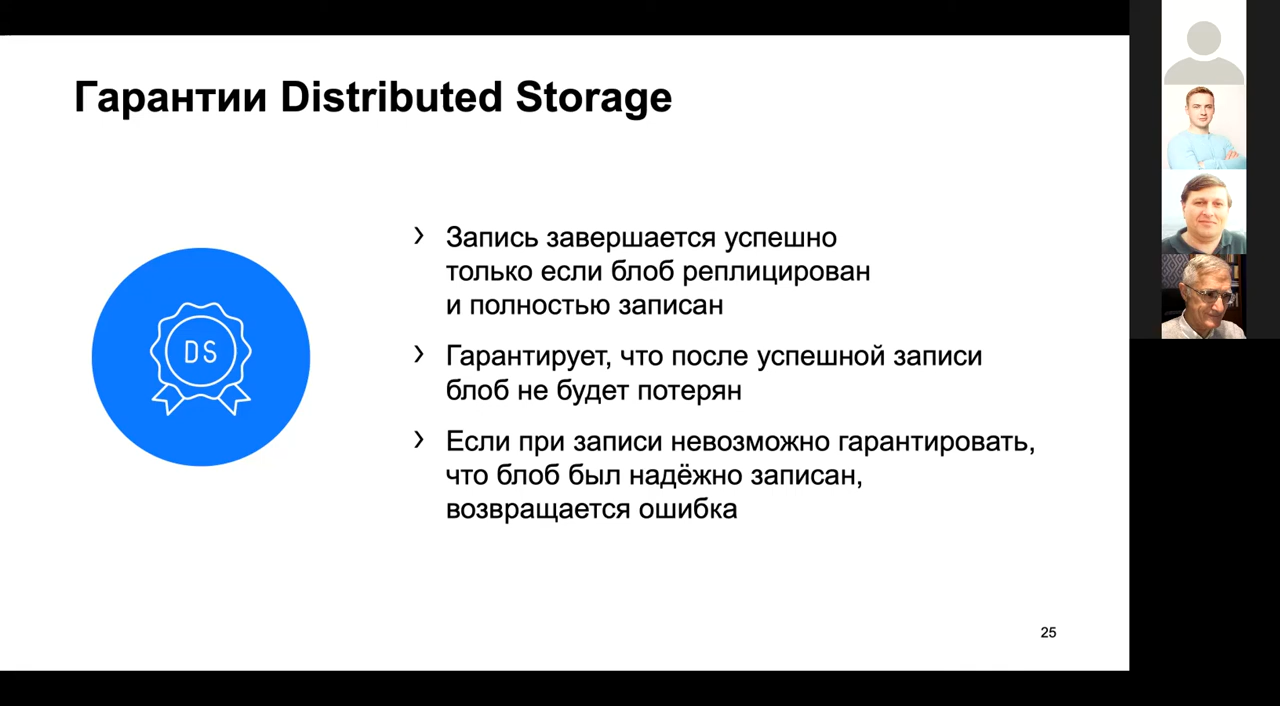 Гарантии Distributed Storage
DS
› Запись завершается успешно
только если блоб реплицирован
и полностью записан
› Гарантирует, что после успешной записи
блоб не будет потерян
› Если при записи невозможно гарантировать,
что блоб был надёжно записан,
возвращается ошибка
25